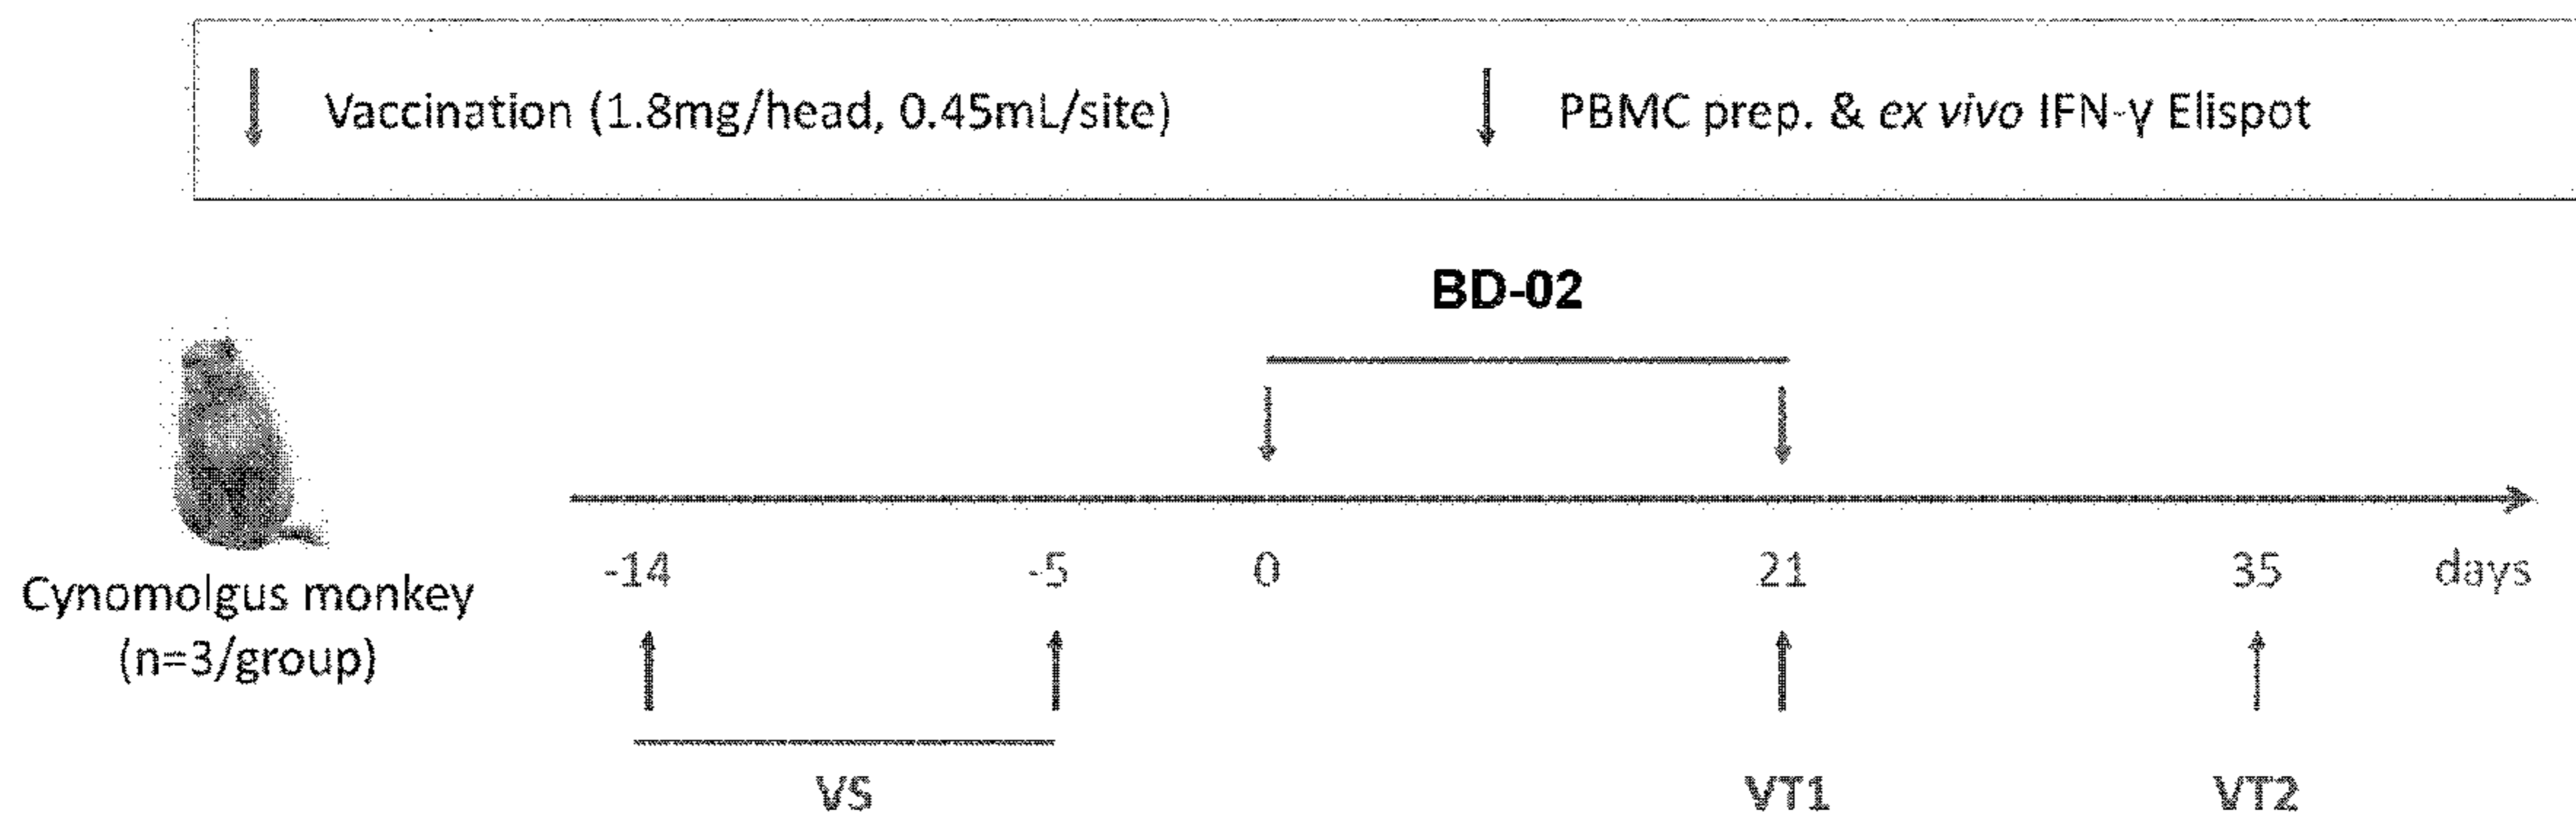 Vaccination (1.8mg/head, 0.45mL/site) PBMC prep. & ex vivo IFN-γ Elispot
BD-02
-14 -5 0 21 35 days
Cynomolgus monkey
(n=3/group)
VS VT1 VT2